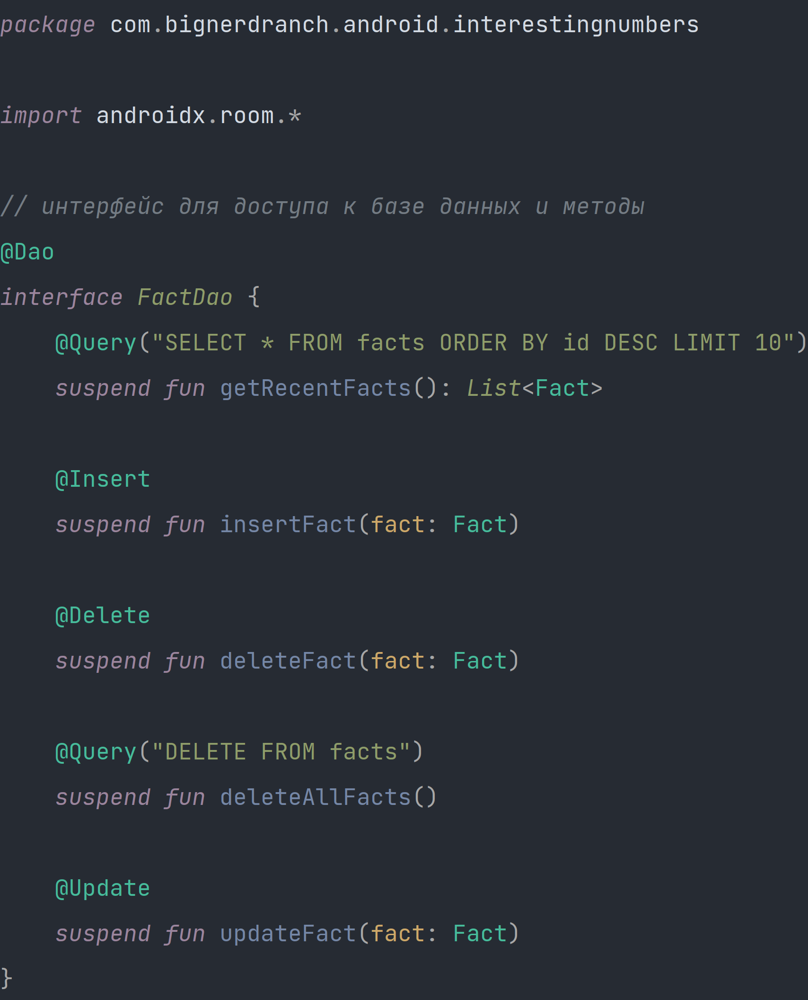 package com.bignerdranch.android.interestingnumbers
import androidx.room.*
// интерфейс для доступа к базе данных и методы
@Dao
interface FactDao {
    @Query("SELECT * FROM facts ORDER BY id DESC LIMIT 10")
    suspend fun getRecentFacts(): List<Fact>
    @Insert
    suspend fun insertFact(fact: Fact)
    @Delete
    suspend fun deleteFact(fact: Fact)
    @Query("DELETE FROM facts")
    suspend fun deleteAllFacts()
    @Update
    suspend fun updateFact(fact: Fact)
}